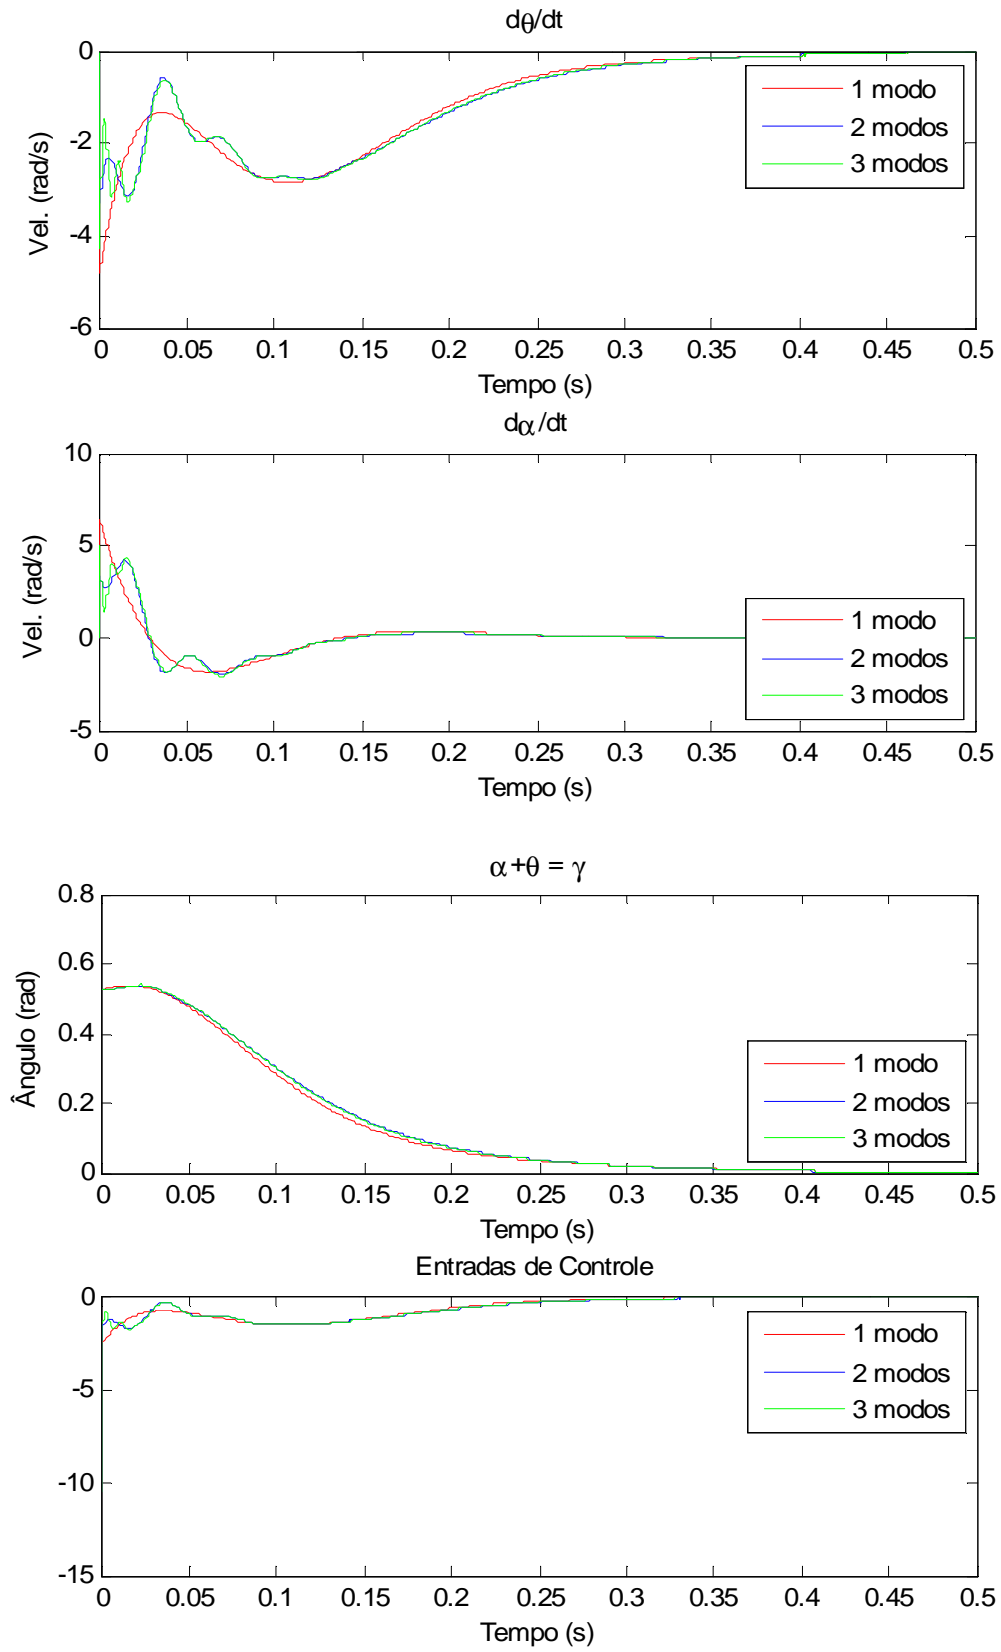 dθ/dt
0
-2
-4
-6
Vel. (rad/s)
1 modo
2 modos
3 modos
0 0.05 0.1 0.15 0.2 0.25 0.3 0.35 0.4 0.45 0.5
Tempo (s)
dα/dt
10
5
0
-5
Vel. (rad/s)
1 modo
2 modos
3 modos
0 0.05 0.1 0.15 0.2 0.25 0.3 0.35 0.4 0.45 0.5
Tempo (s)
α+θ = γ
0.8
0.6
0.4
0.2
0
Ângulo (rad)
1 modo
2 modos
3 modos
0 0.05 0.1 0.15 0.2 0.25 0.3 0.35 0.4 0.45 0.5
Tempo (s)
Entradas de Controle
0
-5
-10
-15
1 modo
2 modos
3 modos
0 0.05 0.1 0.15 0.2 0.25 0.3 0.35 0.4 0.45 0.5
Tempo (s)